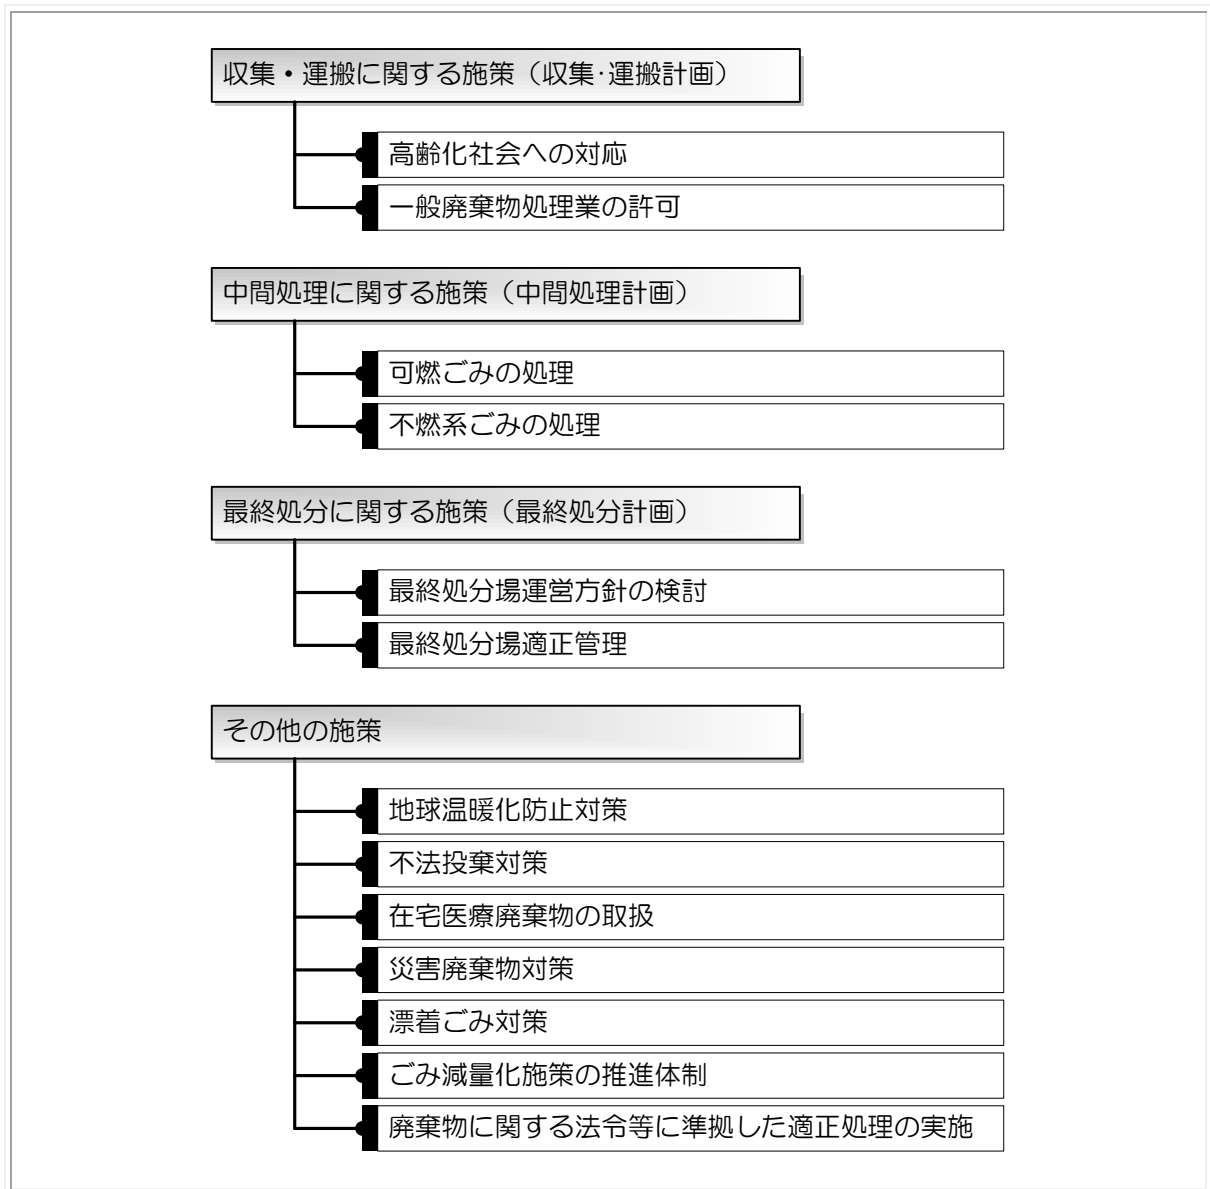 収集・運搬に関する施策（収集･運搬計画）
高齢化社会への対応
一般廃棄物処理業の許可
中間処理に関する施策（中間処理計画）
可燃ごみの処理
不燃系ごみの処理
最終処分に関する施策（最終処分計画）
最終処分場運営方針の検討
最終処分場適正管理
その他の施策
地球温暖化防止対策
不法投棄対策
在宅医療廃棄物の取扱
災害廃棄物対策
漂着ごみ対策
ごみ減量化施策の推進体制
廃棄物に関する法令等に準拠した適正処理の実施